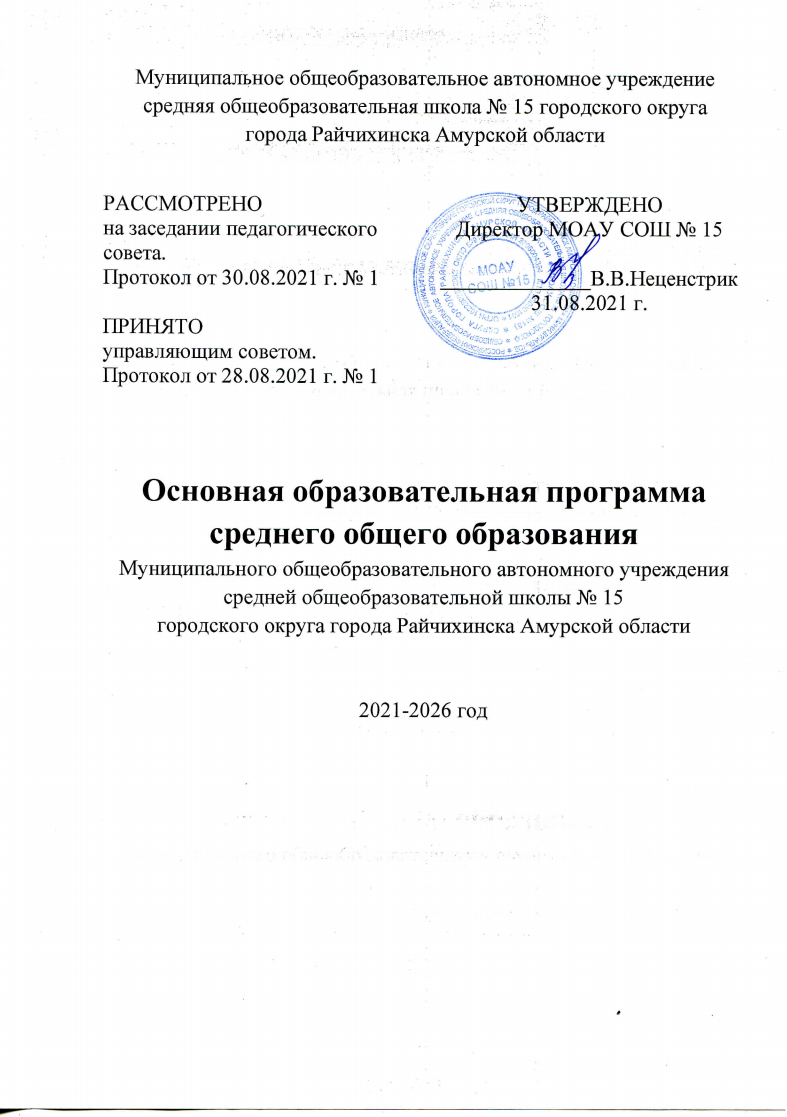 Муниципальное общеобразовательное автономное учреждение
средняя общеобразовательная школа № 15 городского округа
города Райчихинска Амурской области
РАССМОТРЕНО
на заседании педагогического
совета.
Протокол от 30.08.2021 г. № 1
ПРИНЯТО
управляющим советом.
Протокол от 28.08.2021 г. № 1
УТВЕРЖДЕНО
Директор МОАУ СОШ № 15
В.В.Неценстрик
31.08.2021 г.
МОАУ
СОШ №15
Основная образовательная программа
среднего общего образования
Муниципального общеобразовательного автономного учреждения
средней общеобразовательной школы № 15
городского округа города Райчихинска Амурской области
2021-2026 год